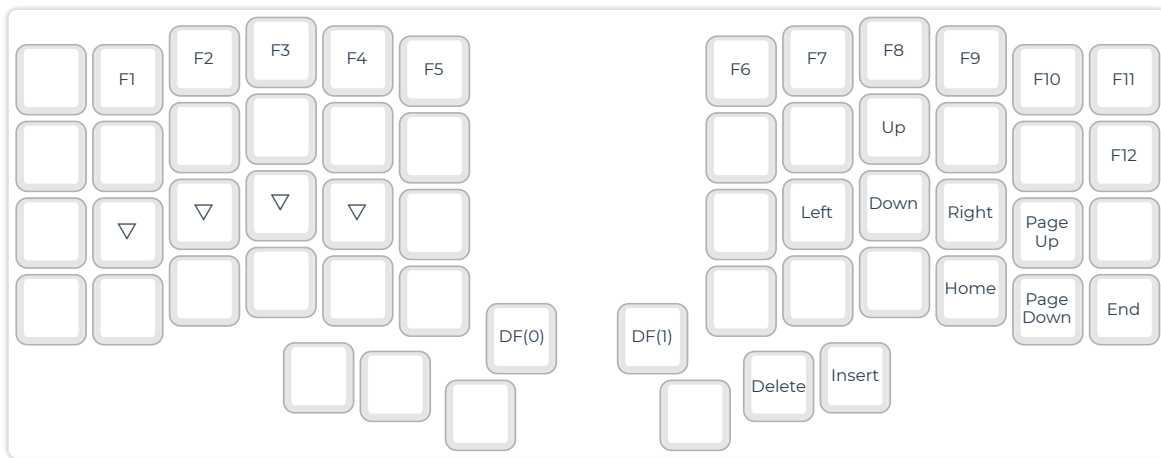 F1 F2 F3 F4 F5 F6 F7 F8 F9 F10 F11
Up F12
▽ ▽ ▽ ▽ Left Down Right Page
Up
Home Page
Down End
DF(0) DF(1)
Delete Insert